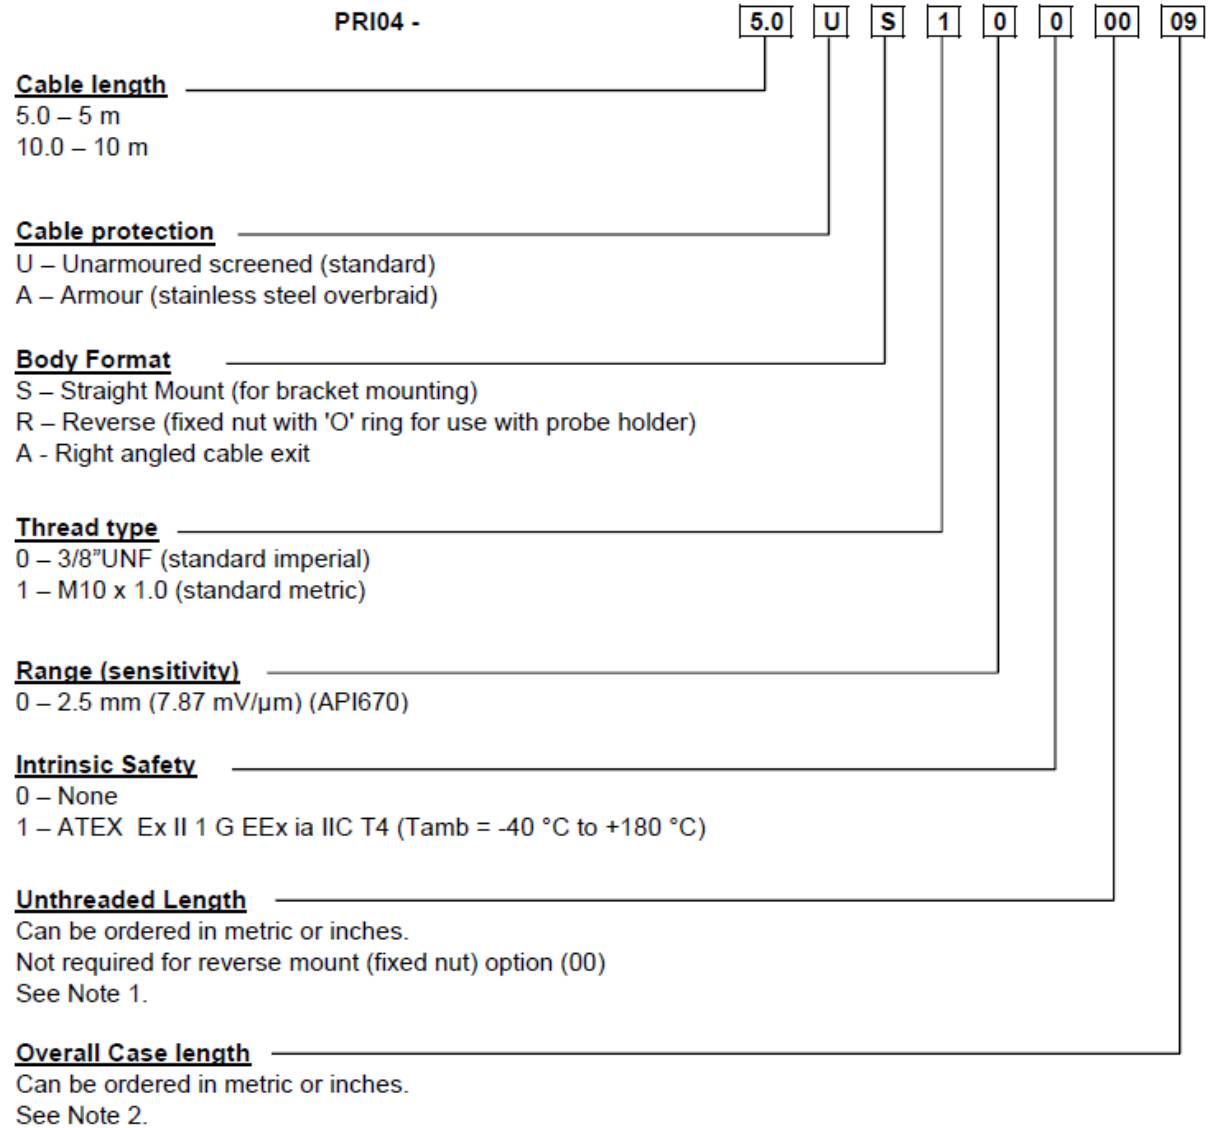 PRI04 - 5.0 U S 1 0 0 00 09
Cable length
5.0 – 5 m
10.0 – 10 m
Cable protection
U – Unarmoured screened (standard)
A – Armour (stainless steel overbraid)
Body Format
S – Straight Mount (for bracket mounting)
R – Reverse (fixed nut with 'O' ring for use with probe holder)
A - Right angled cable exit
Thread type
0 – 3/8”UNF (standard imperial)
1 – M10 x 1.0 (standard metric)
Range (sensitivity)
0 – 2.5 mm (7.87 mV/µm) (API670)
Intrinsic Safety
0 – None
1 – ATEX  Ex II 1 G EEx ia IIC T4 (Tamb = -40 °C to +180 °C)
Unthreaded Length
Can be ordered in metric or inches.
Not required for reverse mount (fixed nut) option (00)
See Note 1.
Overall Case length
Can be ordered in metric or inches.
See Note 2.